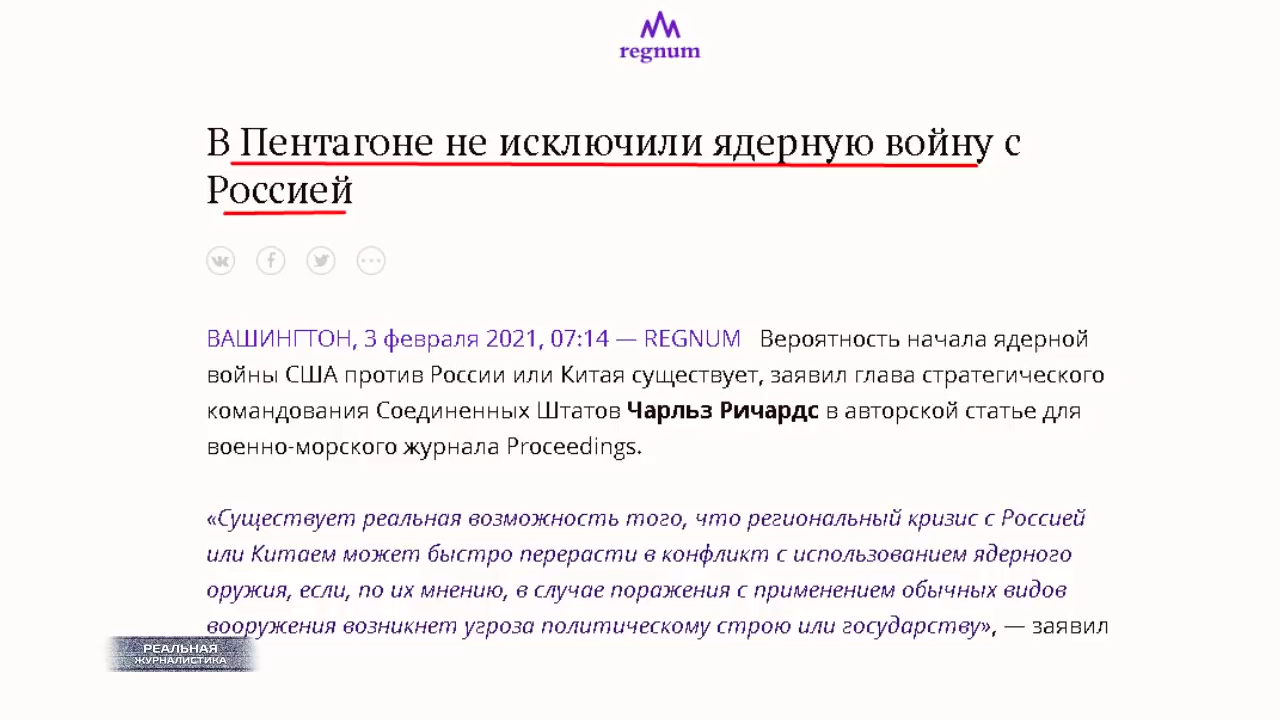 regnum
В Пентагоне не исключили ядерную войну с
Россией
ВАШИНГТОН, 3 февраля 2021, 07:14 — REGNUM Вероятность начала ядерной
войны США против России или Китая существует, заявил глава стратегического
командования Соединенных Штатов Чарльз Ричардс в авторской статье для
военно-морского журнала Proceedings.
«Существует реальная возможность того, что региональный кризис с Россией
или Китаем может быстро перерасти в конфликт с использованием ядерного
оружия, если, по их мнению, в случае поражения с применением обычных видов
вооружения возникнет угроза политическому строю или государству», — заявил
РЕАЛЬНАЯ
ЖУРНАЛИСТИКА